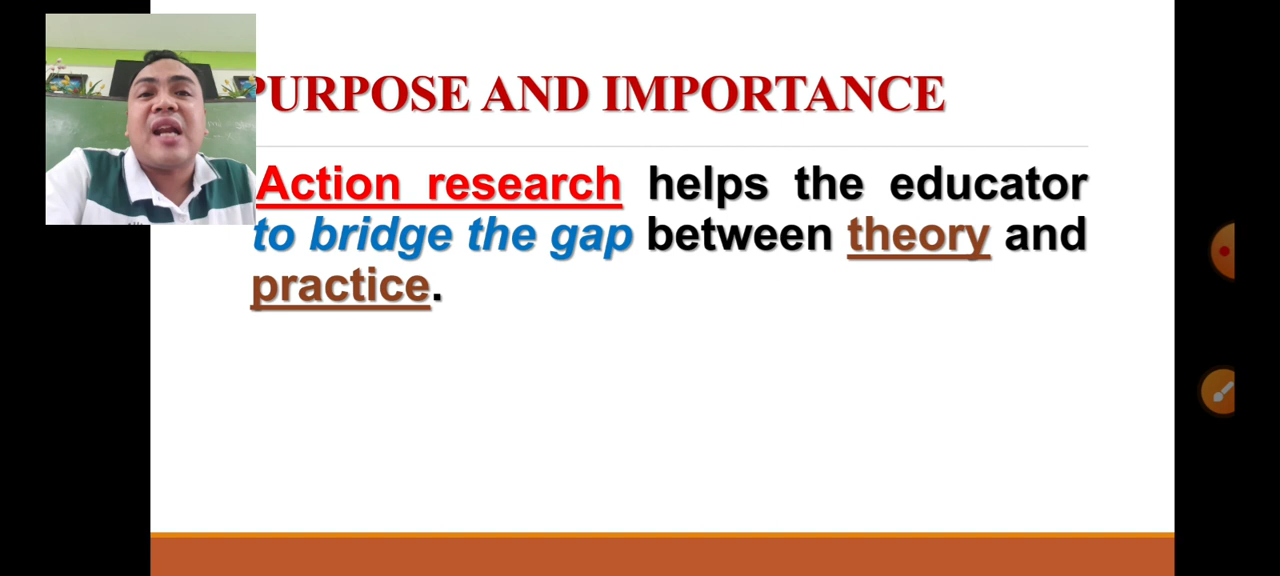 PURPOSE AND IMPORTANCE
Action research helps the educator
to bridge the gap between theory and
practice.